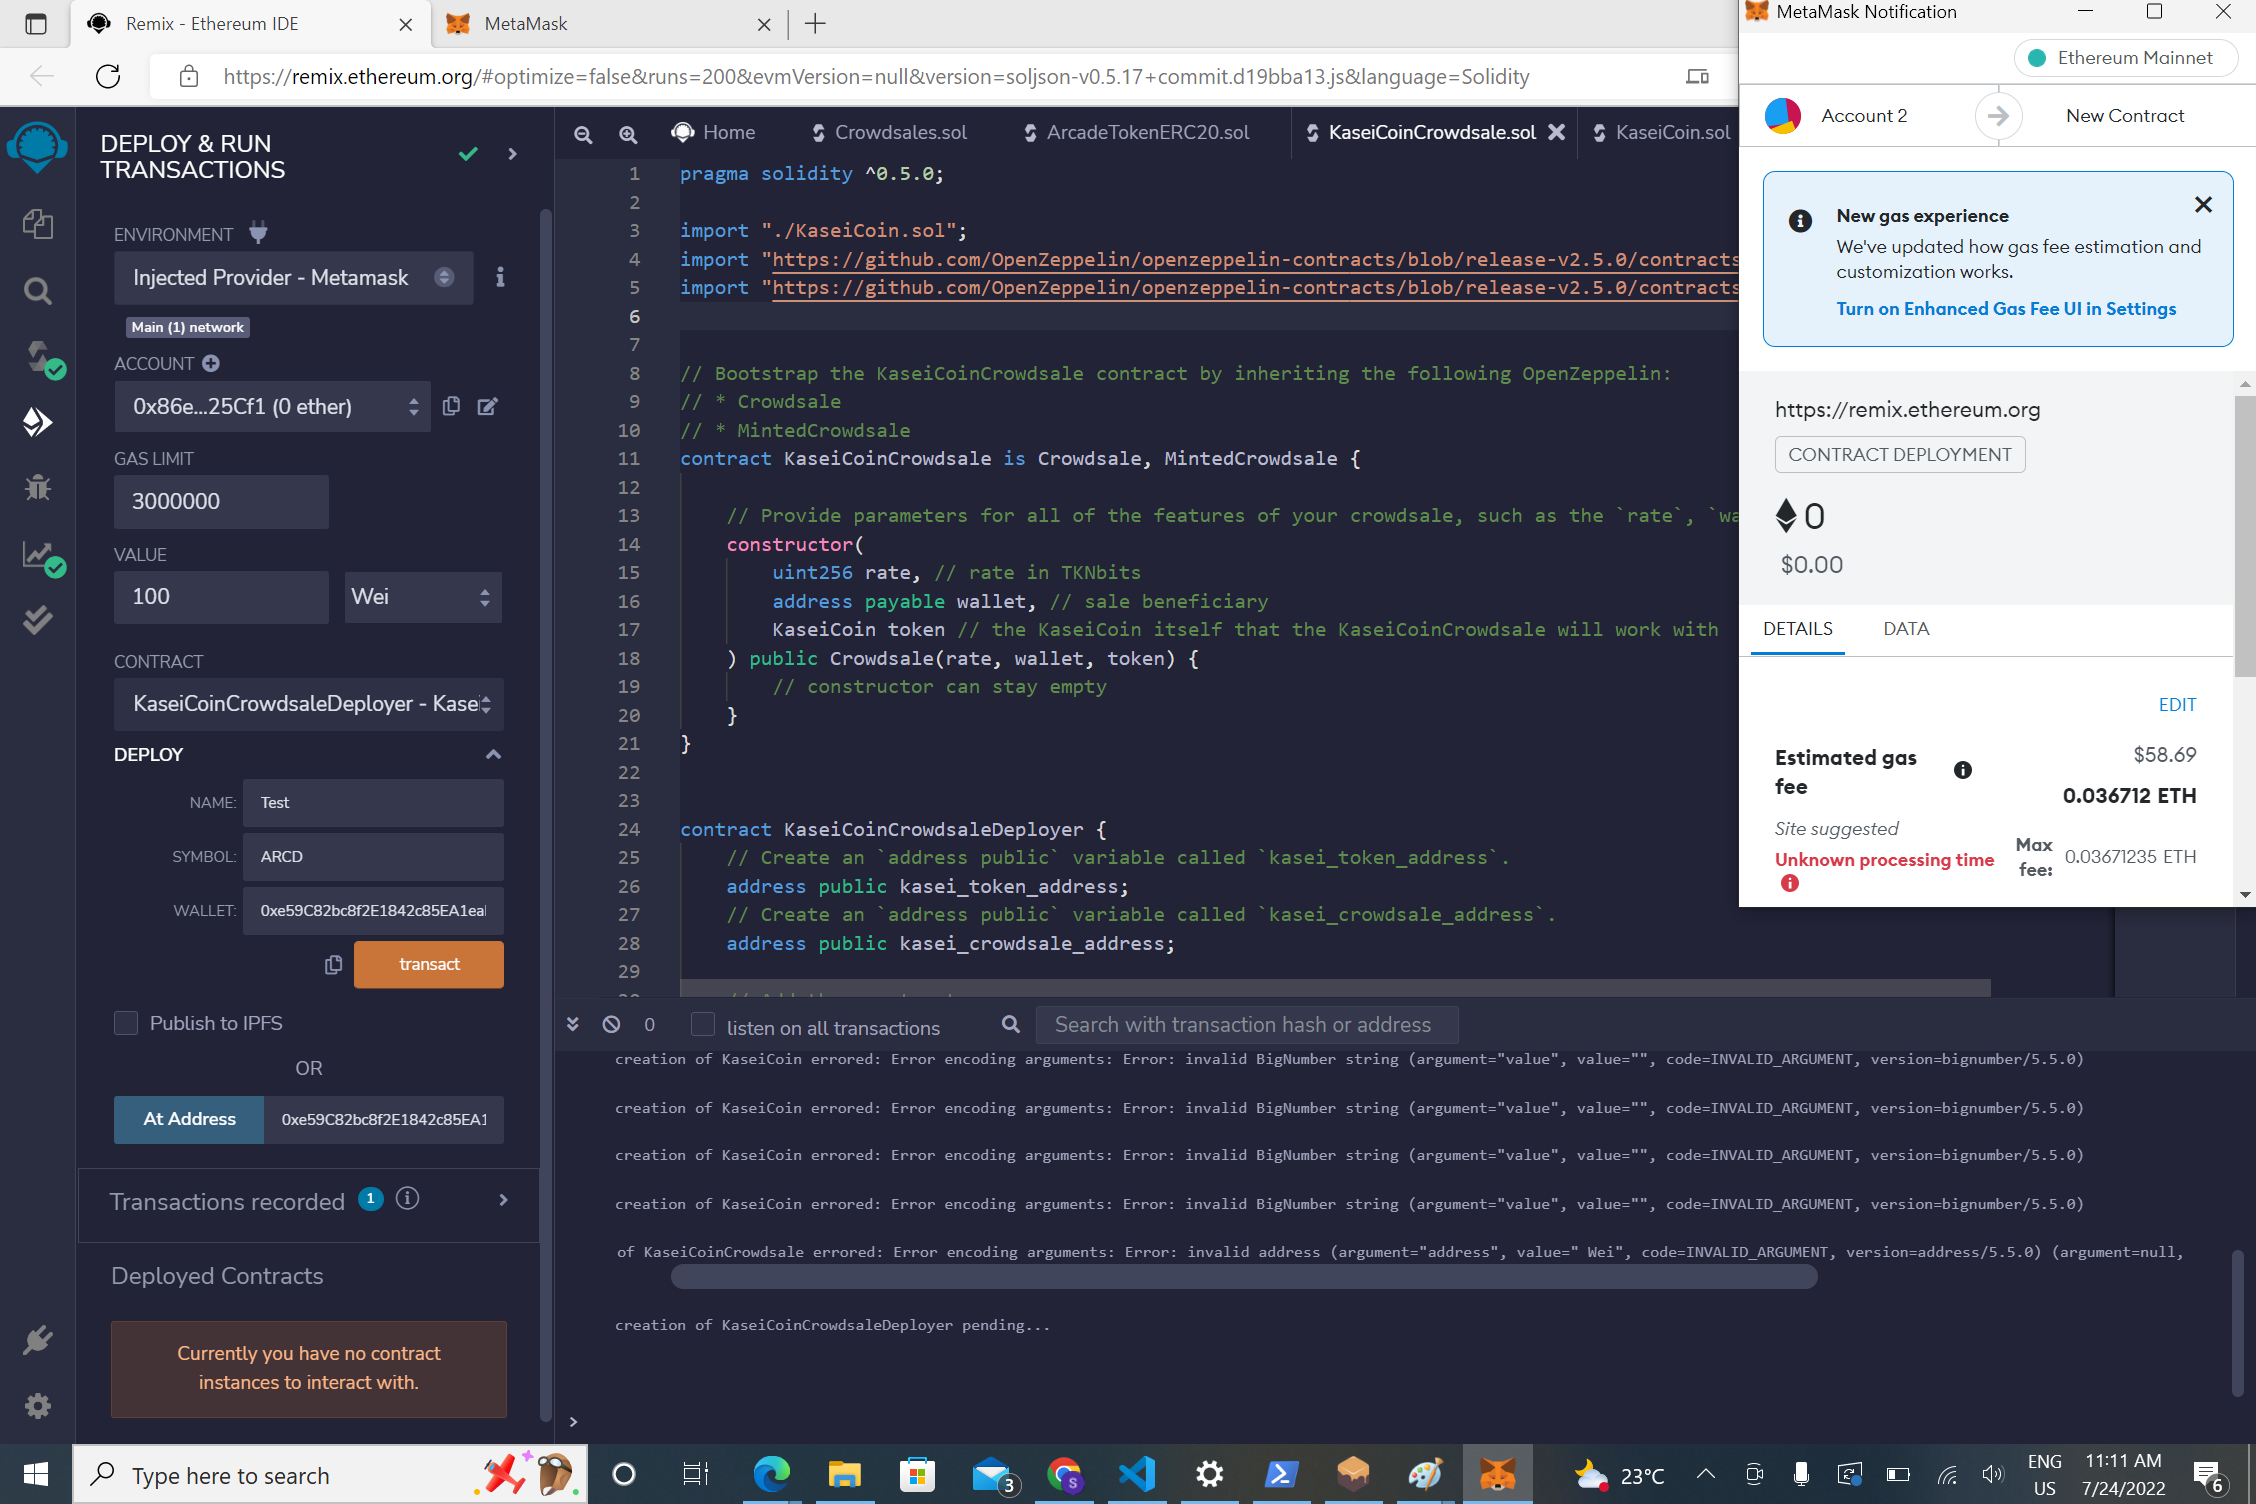 Remix - Ethereum IDE
MetaMask
https://remix.ethereum.org/#optimize=false&runs=200&evmVersion=null&version=soljson-v0.5.17+commit.d19bba13.js&language=Solidity
DEPLOY & RUN
TRANSACTIONS
ENVIRONMENT
Injected Provider - Metamask
Main (1) network
ACCOUNT
0x86e...25Cf1 (0 ether)
GAS LIMIT
3000000
VALUE
100
Wei
CONTRACT
KaseiCoinCrowdsaleDeployer - Kasei
DEPLOY
NAME: Test
SYMBOL: ARCD
WALLET: 0xe59C82bc8f2E1842c85EA1eal
transact
Publish to IPFS
OR
At Address 0xe59C82bc8f2E1842c85EA1
Transactions recorded 1
Deployed Contracts
Currently you have no contract
instances to interact with.
Home
Crowdsales.sol
ArcadeTokenERC20.sol
KaseiCoinCrowdsale.sol
KaseiCoin.sol
1 pragma solidity ^0.5.0;
2
3 import "./KaseiCoin.sol";
4 import "https://github.com/OpenZeppelin/openzeppelin-contracts/blob/release-v2.5.0/contracts
5 import "https://github.com/OpenZeppelin/openzeppelin-contracts/blob/release-v2.5.0/contracts
6
7
8 // Bootstrap the KaseiCoinCrowdsale contract by inheriting the following OpenZeppelin:
9 // * Crowdsale
10 // * MintedCrowdsale
11 contract KaseiCoinCrowdsale is Crowdsale, MintedCrowdsale {
12
13 // Provide parameters for all of the features of your crowdsale, such as the `rate`, `wa
14 constructor(
15 uint256 rate, // rate in TKNbits
16 address payable wallet, // sale beneficiary
17 KaseiCoin token // the KaseiCoin itself that the KaseiCoinCrowdsale will work with
18 ) public Crowdsale(rate, wallet, token) {
19 // constructor can stay empty
20 }
21 }
22
23
24 contract KaseiCoinCrowdsaleDeployer {
25 // Create an `address public` variable called `kasei_token_address`.
26 address public kasei_token_address;
27 // Create an `address public` variable called `kasei_crowdsale_address`.
28 address public kasei_crowdsale_address;
29
0
listen on all transactions
Search with transaction hash or address
creation of KaseiCoin errored: Error encoding arguments: Error: invalid BigNumber string (argument="value", value="", code=INVALID_ARGUMENT, version=bignumber/5.5.0)
creation of KaseiCoin errored: Error encoding arguments: Error: invalid BigNumber string (argument="value", value="", code=INVALID_ARGUMENT, version=bignumber/5.5.0)
creation of KaseiCoin errored: Error encoding arguments: Error: invalid BigNumber string (argument="value", value="", code=INVALID_ARGUMENT, version=bignumber/5.5.0)
creation of KaseiCoin errored: Error encoding arguments: Error: invalid BigNumber string (argument="value", value="", code=INVALID_ARGUMENT, version=bignumber/5.5.0)
of KaseiCoinCrowdsale errored: Error encoding arguments: Error: invalid address (argument="address", value=" Wei", code=INVALID_ARGUMENT, version=address/5.5.0) (argument=null,
creation of KaseiCoinCrowdsaleDeployer pending...
>
MetaMask Notification
Ethereum Mainnet
Account 2
New Contract
New gas experience
We've updated how gas fee estimation and
customization works.
Turn on Enhanced Gas Fee UI in Settings
https://remix.ethereum.org
CONTRACT DEPLOYMENT
0
$0.00
DETAILS
DATA
EDIT
Estimated gas
fee
$58.69
0.036712 ETH
Site suggested
Unknown processing time
Max
fee:
0.03671235 ETH
Type here to search
3
S
23°C
ENG
US
11:11 AM
7/24/2022
6